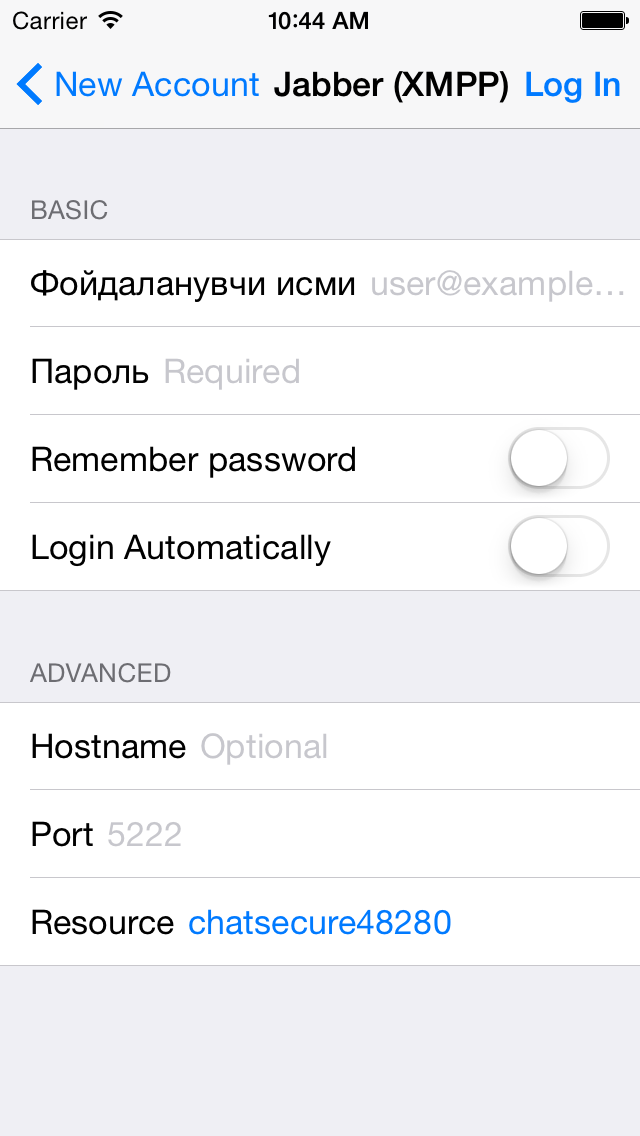 Carrier 10:44 AM
New Account Jabber (XMPP) Log In
BASIC
Фойдаланувчи исми user@example…
Пароль Required
Remember password
Login Automatically
ADVANCED
Hostname Optional
Port 5222
Resource chatsecure48280